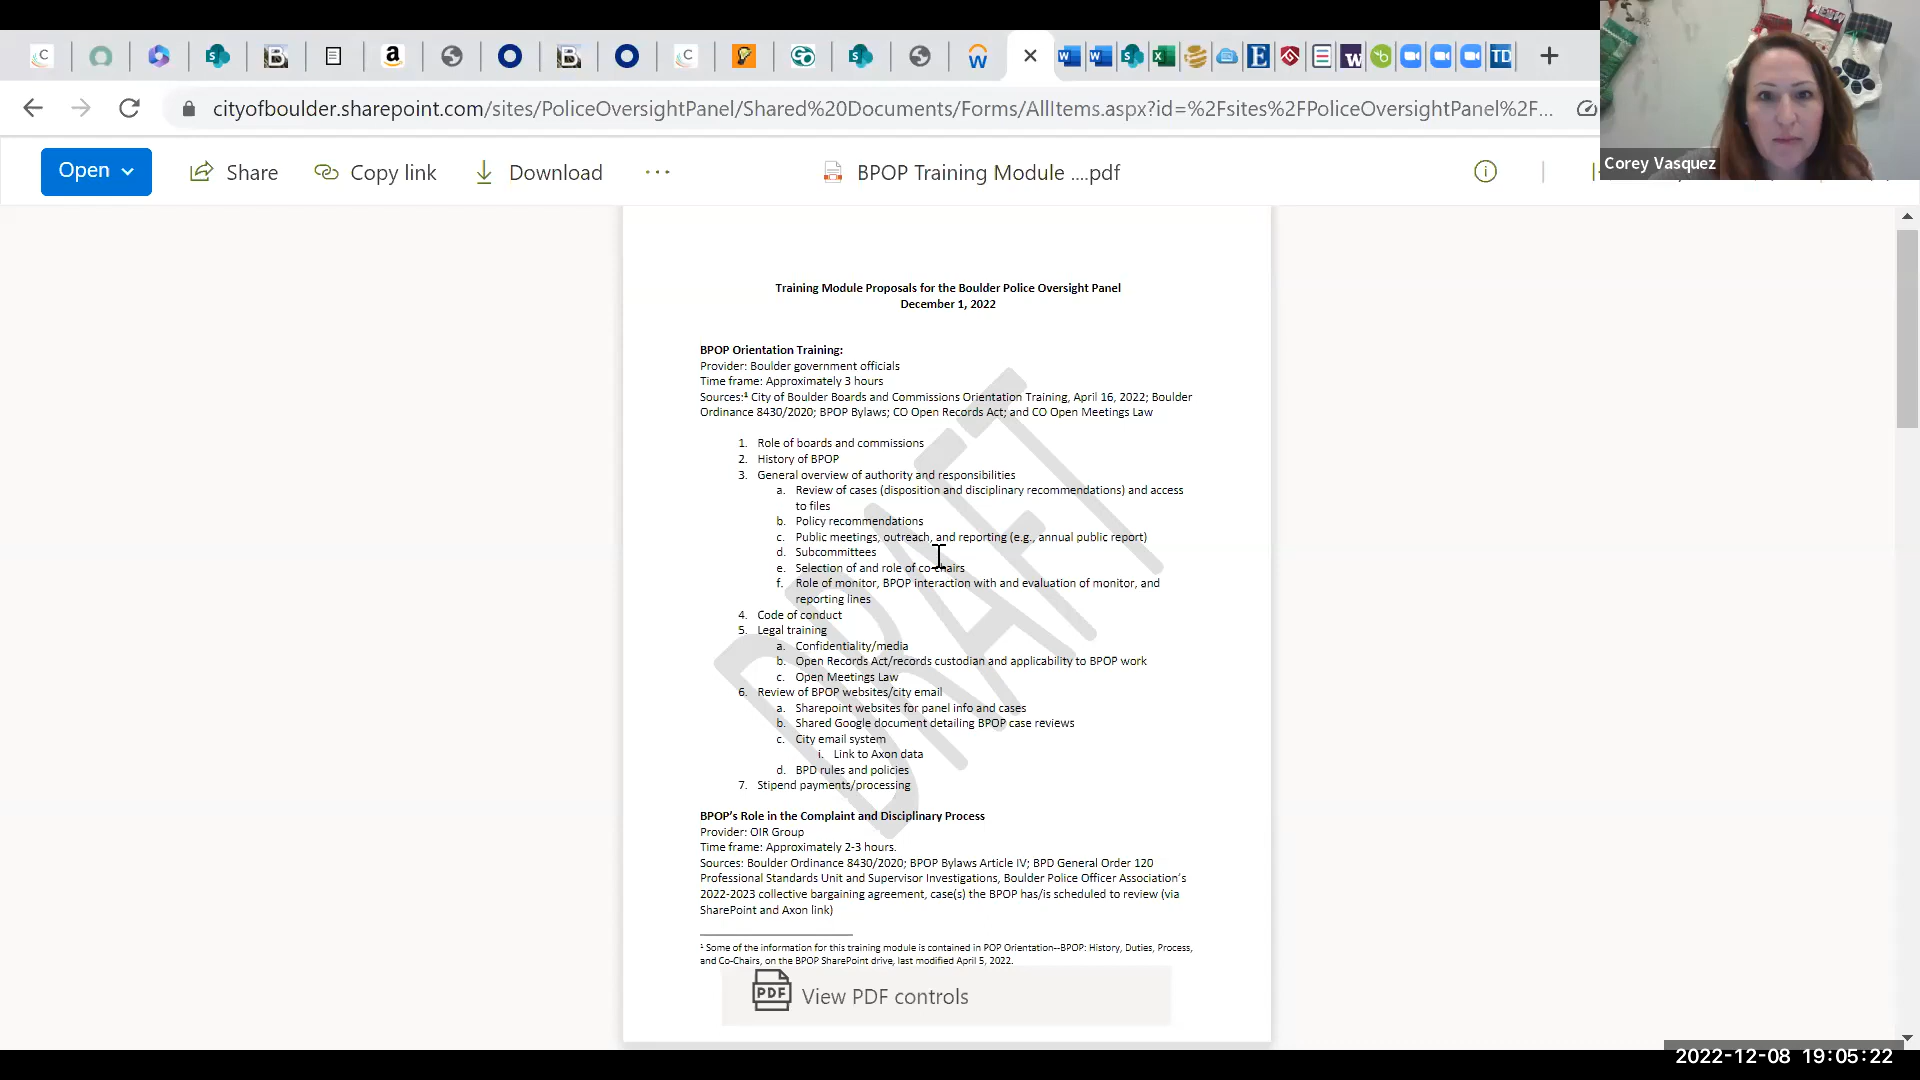 cityofboulder.sharepoint.com/sites/PoliceOversightPanel/Shared%20Documents/Forms/AllItems.aspx?id=%2Fsites%2FPoliceOversightPanel%2F...
Open
Share
Copy link
Download
BPOP Training Module ....pdf
Corey Vasquez
Training Module Proposals for the Boulder Police Oversight Panel
December 1, 2022
BPOP Orientation Training:
Provider: Boulder government officials
Time frame: Approximately 3 hours
Sources:¹ City of Boulder Boards and Commissions Orientation Training, April 16, 2022; Boulder
Ordinance 8430/2020; BPOP Bylaws; CO Open Records Act; and CO Open Meetings Law
1. Role of boards and commissions
2. History of BPOP
3. General overview of authority and responsibilities
a. Review of cases (disposition and disciplinary recommendations) and access
to files
b. Policy recommendations
c. Public meetings, outreach, and reporting (e.g., annual public report)
d. Subcommittees
e. Selection of and role of co-chairs
f. Role of monitor, BPOP interaction with and evaluation of monitor, and
reporting lines
4. Code of conduct
5. Legal training
a. Confidentiality/media
b. Open Records Act/records custodian and applicability to BPOP work
c. Open Meetings Law
6. Review of BPOP websites/city email
a. Sharepoint websites for panel info and cases
b. Shared Google document detailing BPOP case reviews
c. City email system
i. Link to Axon data
d. BPD rules and policies
7. Stipend payments/processing
DRAFT
BPOP's Role in the Complaint and Disciplinary Process
Provider: OIR Group
Time frame: Approximately 2-3 hours.
Sources: Boulder Ordinance 8430/2020; BPOP Bylaws Article IV; BPD General Order 120
Professional Standards Unit and Supervisor Investigations, Boulder Police Officer Association's
2022-2023 collective bargaining agreement, case(s) the BPOP has/is scheduled to review (via
SharePoint and Axon link)
¹ Some of the information for this training module is contained in POP Orientation--BPOP: History, Duties, Process,
and Co-Chairs, on the BPOP SharePoint drive, last modified April 5, 2022.
PDF View PDF controls
2022-12-08 19:05:22